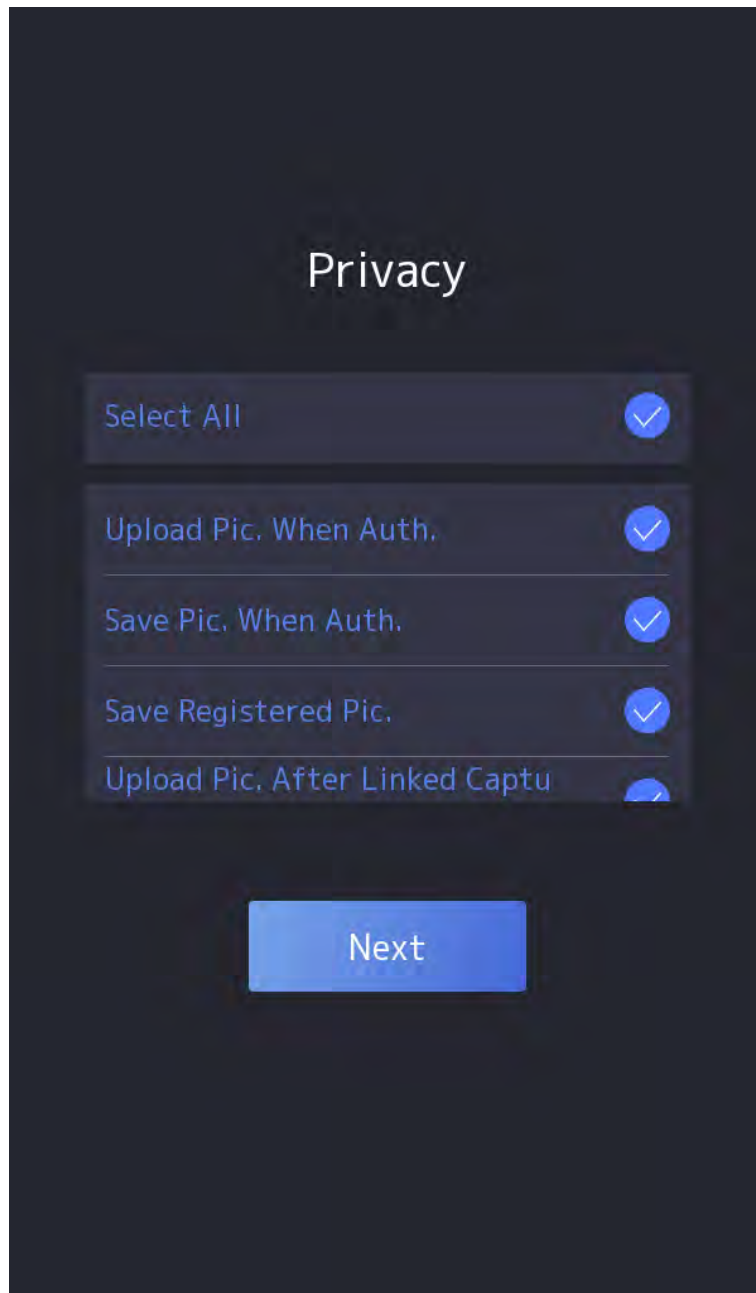 Privacy
Select All
Upload Pic. When Auth.
Save Pic. When Auth.
Save Registered Pic.
Upload Pic. After Linked Captu
Next